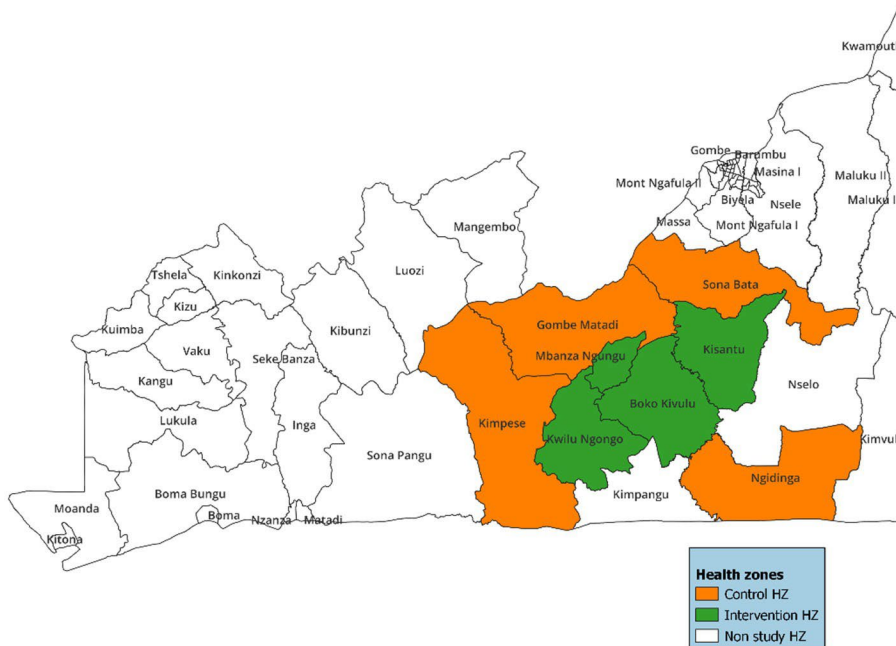 Kwamout
Gombe
Barambu
Masina I
Maluku II
Mont Ngafula II
Biyela
Nsele
Maluku I
Massa
Mont Ngafula I
Mangembo
Luozi
Tshela
Kinkonzi
Kizu
Sona Bata
Kuimba
Kibunzi
Gombe Matadi
Vaku
Seke Banza
Mbanza Ngungu
Kisantu
Kangu
Nselo
Boko Kivulu
Lukula
Inga
Kimpese
Kwilu Ngongo
Kimvul
Sona Pangu
Ngidinga
Boma Bungu
Kimpangu
Moanda
Boma
Nzanza
Matadi
Kitona
Health zones
Control HZ
Intervention HZ
Non study HZ